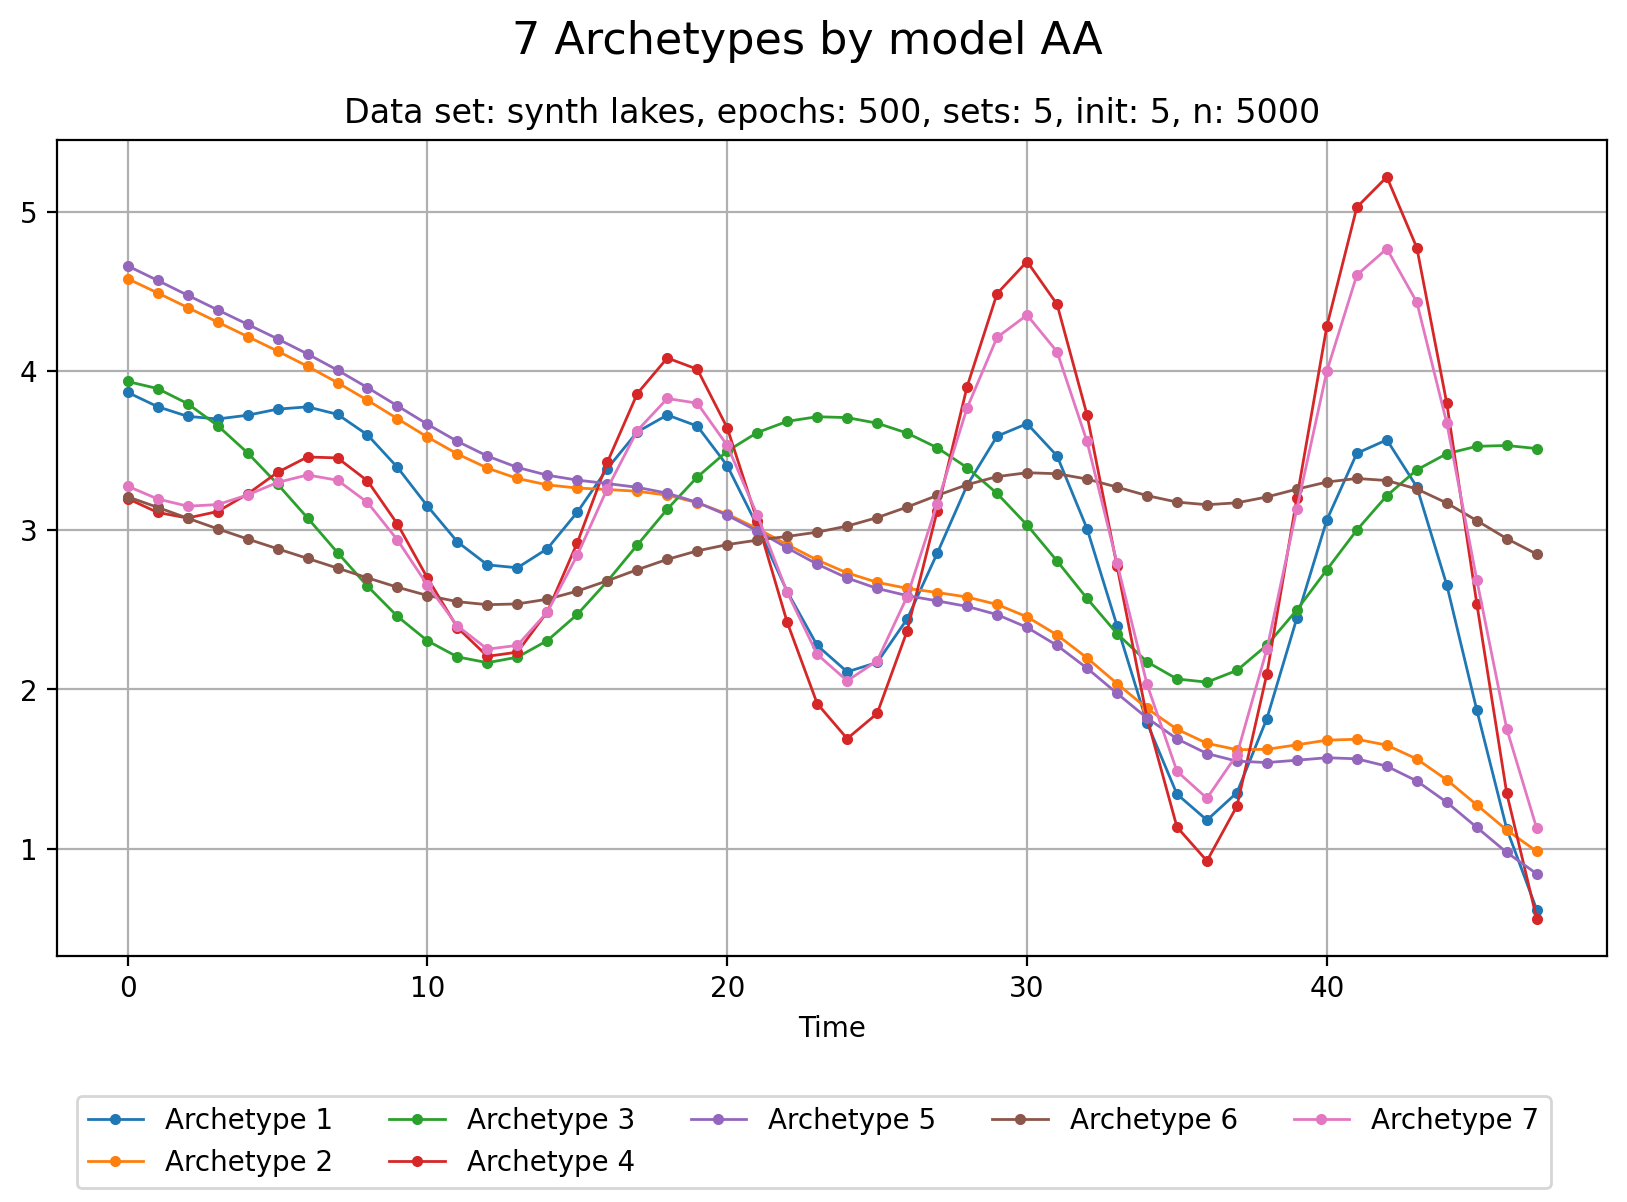 7 Archetypes by model AA
Data set: synth lakes, epochs: 500, sets: 5, init: 5, n: 5000
5
4
3
2
1
0 10 20 30 40
Time
Archetype 1 Archetype 3 Archetype 5 Archetype 6 Archetype 7
Archetype 2 Archetype 4